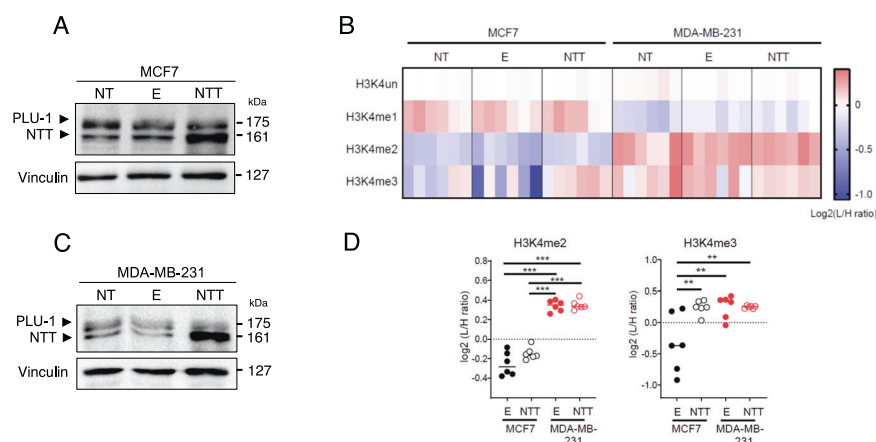 A
MCF7
NT E NTT
kDa
PLU-1
175
NTT
161
Vinculin
127
B
MCF7 MDA-MB-231
NT E NTT NT E NTT
H3K4un
H3K4me1
H3K4me2
H3K4me3
0
-0.5
-1.0
Log2(L/H ratio)
C
MDA-MB-231
NT E NTT
kDa
PLU-1
175
NTT
161
Vinculin
127
D
H3K4me2
log2 (L/H ratio)
0.8
0.6
0.4
0.2
0.0
-0.2
-0.4
***
***
***
***
E NTT E NTT
MCF7 MDA-MB-
231
H3K4me3
log2 (L/H ratio)
1.0
0.5
0.0
-0.5
-1.0
**
**
**
E NTT E NTT
MCF7 MDA-MB-
231